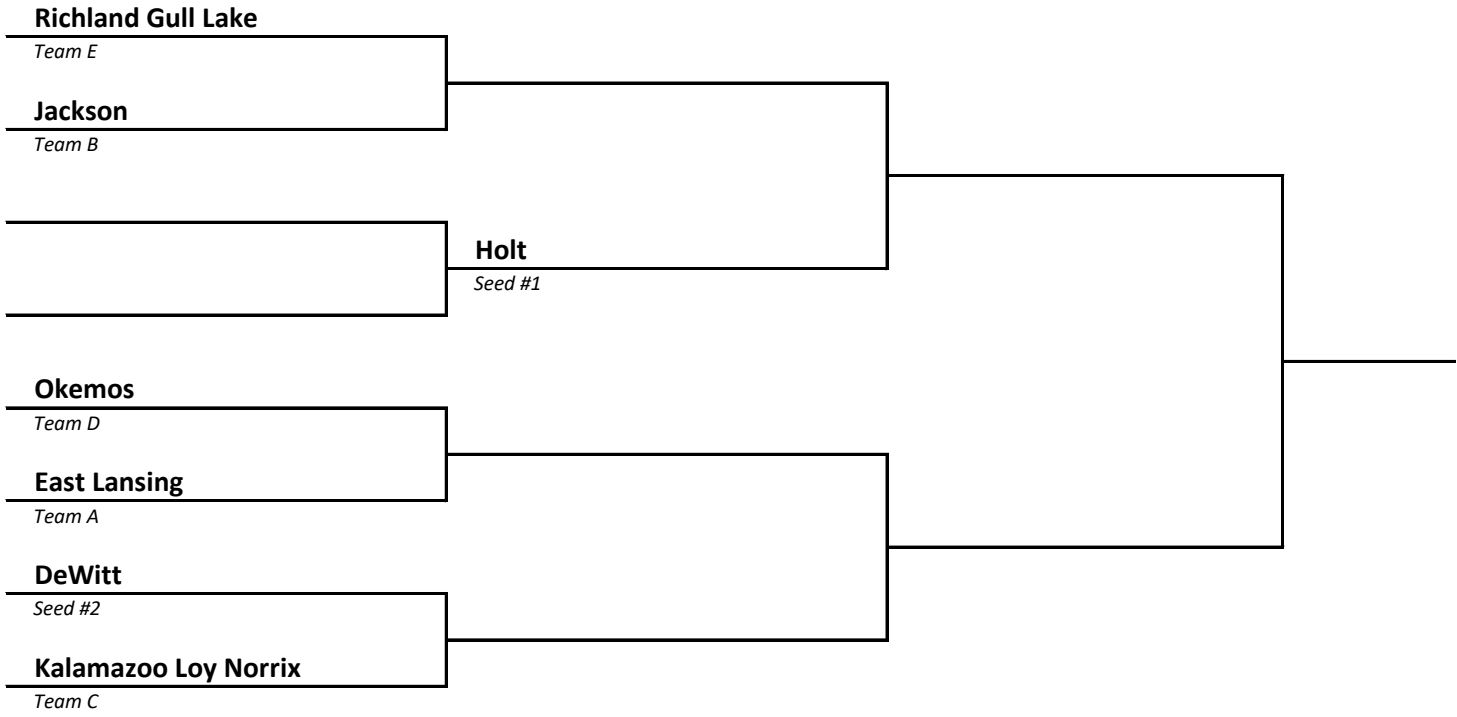 Richland Gull Lake
Team E
Jackson
Team B
Holt
Seed #1
Okemos
Team D
East Lansing
Team A
DeWitt
Seed #2
Kalamazoo Loy Norrix
Team C